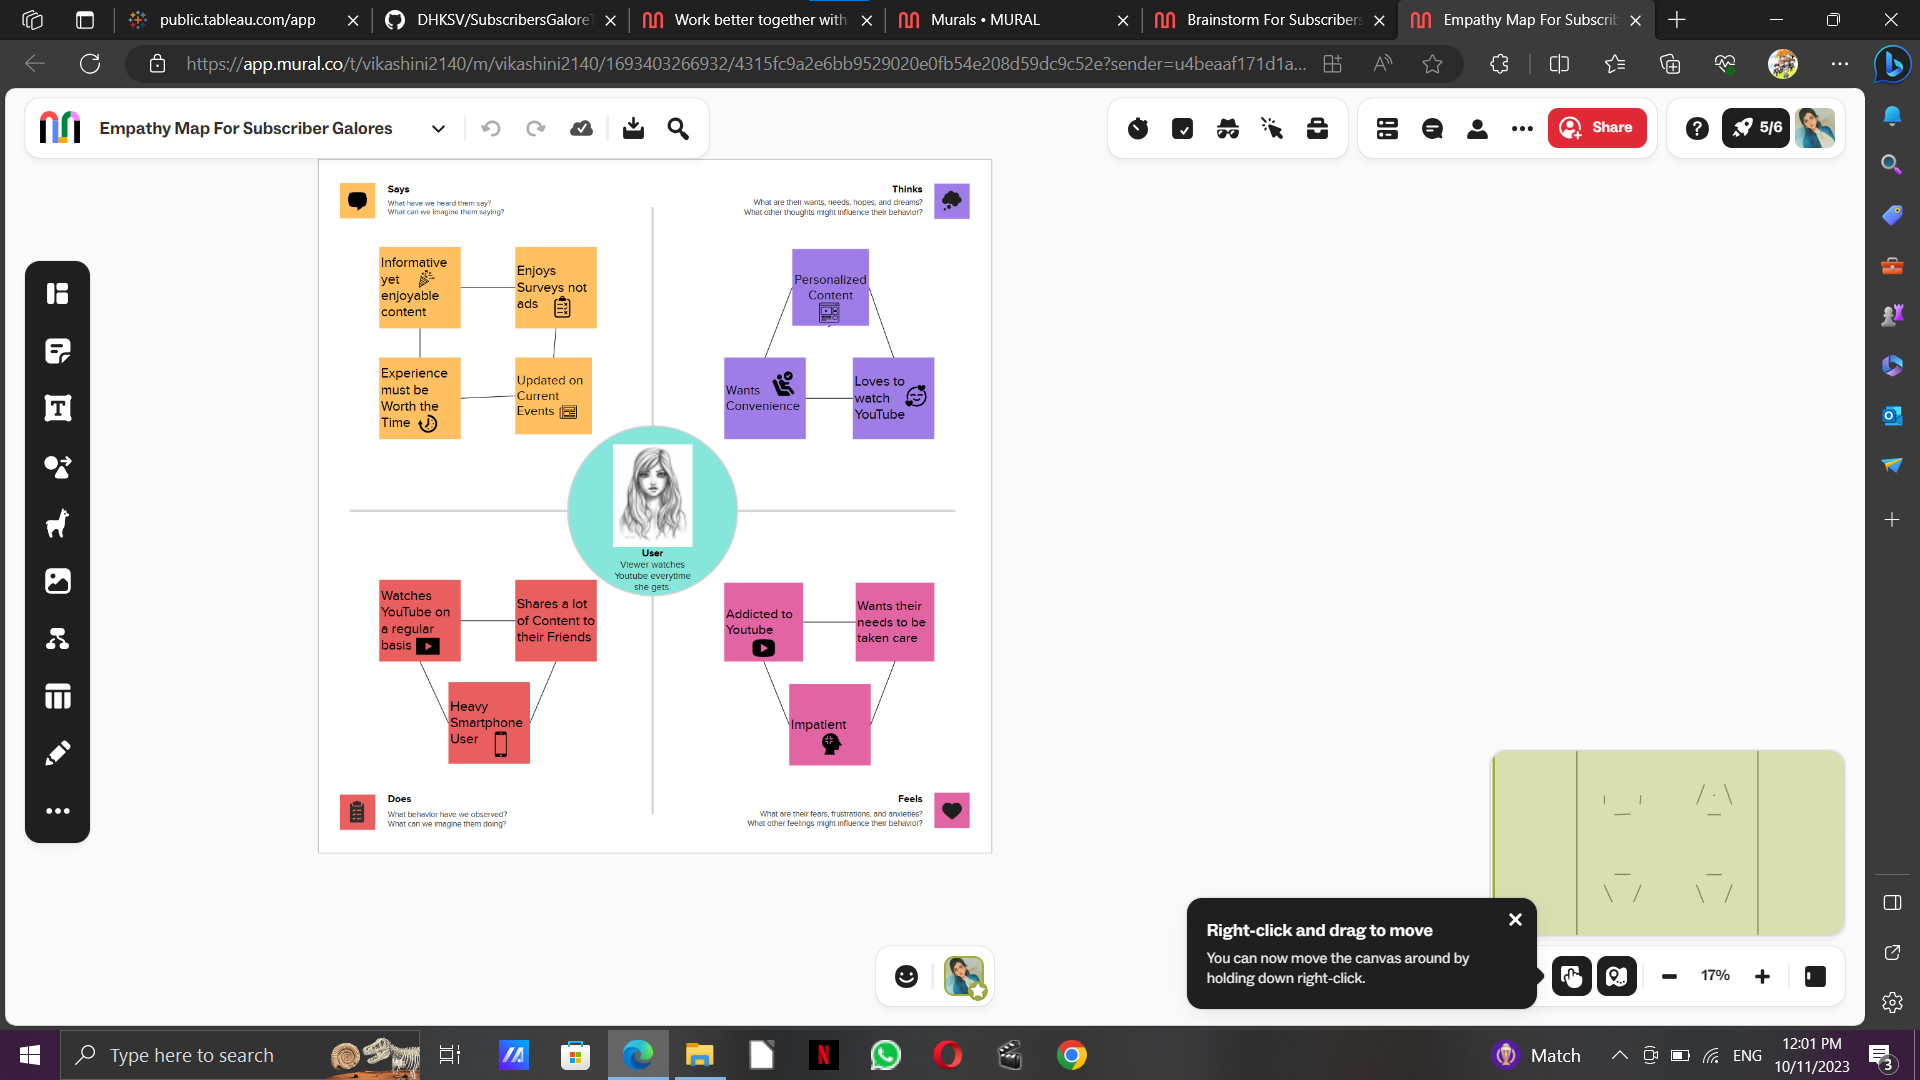 public.tableau.com/app
DHKSV/SubscribersGalore
Work better together with
Murals • MURAL
Brainstorm For Subscribers
Empathy Map For Subscrib
https://app.mural.co/t/vikashini2140/m/vikashini2140/1693403266932/4315fc9a2e6bb9529020e0fb54e208d59dc9c52e?sender=u4beaaf171d1a...
Empathy Map For Subscriber Galores
Share
5/6
Says
What have we heard them say?
What can we imagine them saying?
Thinks
What are their wants, needs, hopes, and dreams?
What other thoughts might influence their behavior?
Informative
yet
enjoyable
content
Enjoys
Surveys not
ads
Experience
must be
Worth the
Time
Updated on
Current
Events
Personalized
Content
Wants
Convenience
Loves to
watch
YouTube
User
Viewer watches
Youtube everytime
she gets.
Watches
YouTube on
a regular
basis
Shares a lot
of Content to
their Friends
Heavy
Smartphone
User
Addicted to
Youtube
Wants their
needs to be
taken care
Impatient
Does
What behavior have we observed?
What can we imagine them doing?
Feels
What are their fears, frustrations, and anxieties?
What other feelings might influence their behavior?
Right-click and drag to move
You can now move the canvas around by
holding down right-click.
17%
Type here to search
Match
ENG
12:01 PM
10/11/2023
3